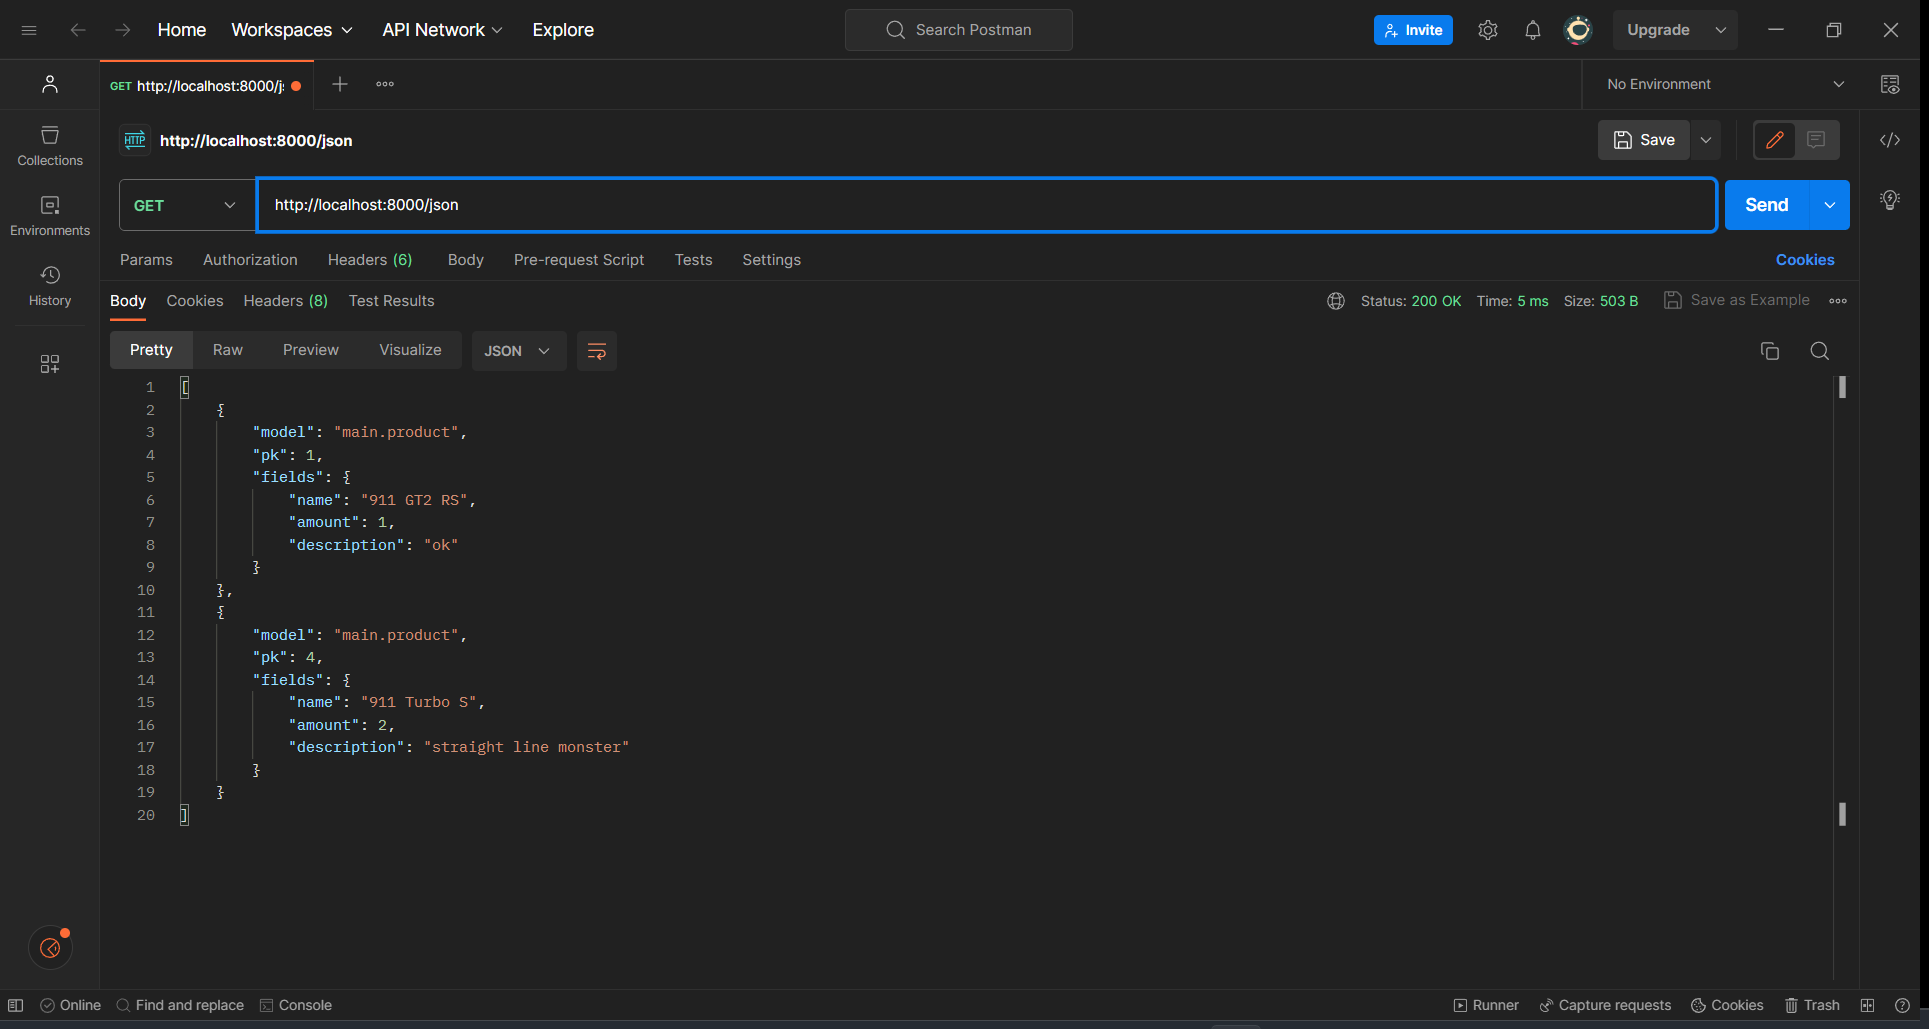 Home Workspaces API Network Explore Search Postman Invite Upgrade
GET http://localhost:8000/j No Environment
HTTP http://localhost:8000/json Save
Collections
GET http://localhost:8000/json Send
Environments
Params Authorization Headers (6) Body Pre-request Script Tests Settings Cookies
History
Body Cookies Headers (8) Test Results Status: 200 OK Time: 5 ms Size: 503 B Save as Example
Pretty Raw Preview Visualize JSON
1 [
2 {
3 "model": "main.product",
4 "pk": 1,
5 "fields": {
6 "name": "911 GT2 RS",
7 "amount": 1,
8 "description": "ok"
9 }
10 },
11 {
12 "model": "main.product",
13 "pk": 4,
14 "fields": {
15 "name": "911 Turbo S",
16 "amount": 2,
17 "description": "straight line monster"
18 }
19 }
20 ]
Online Find and replace Console Runner Capture requests Cookies Trash